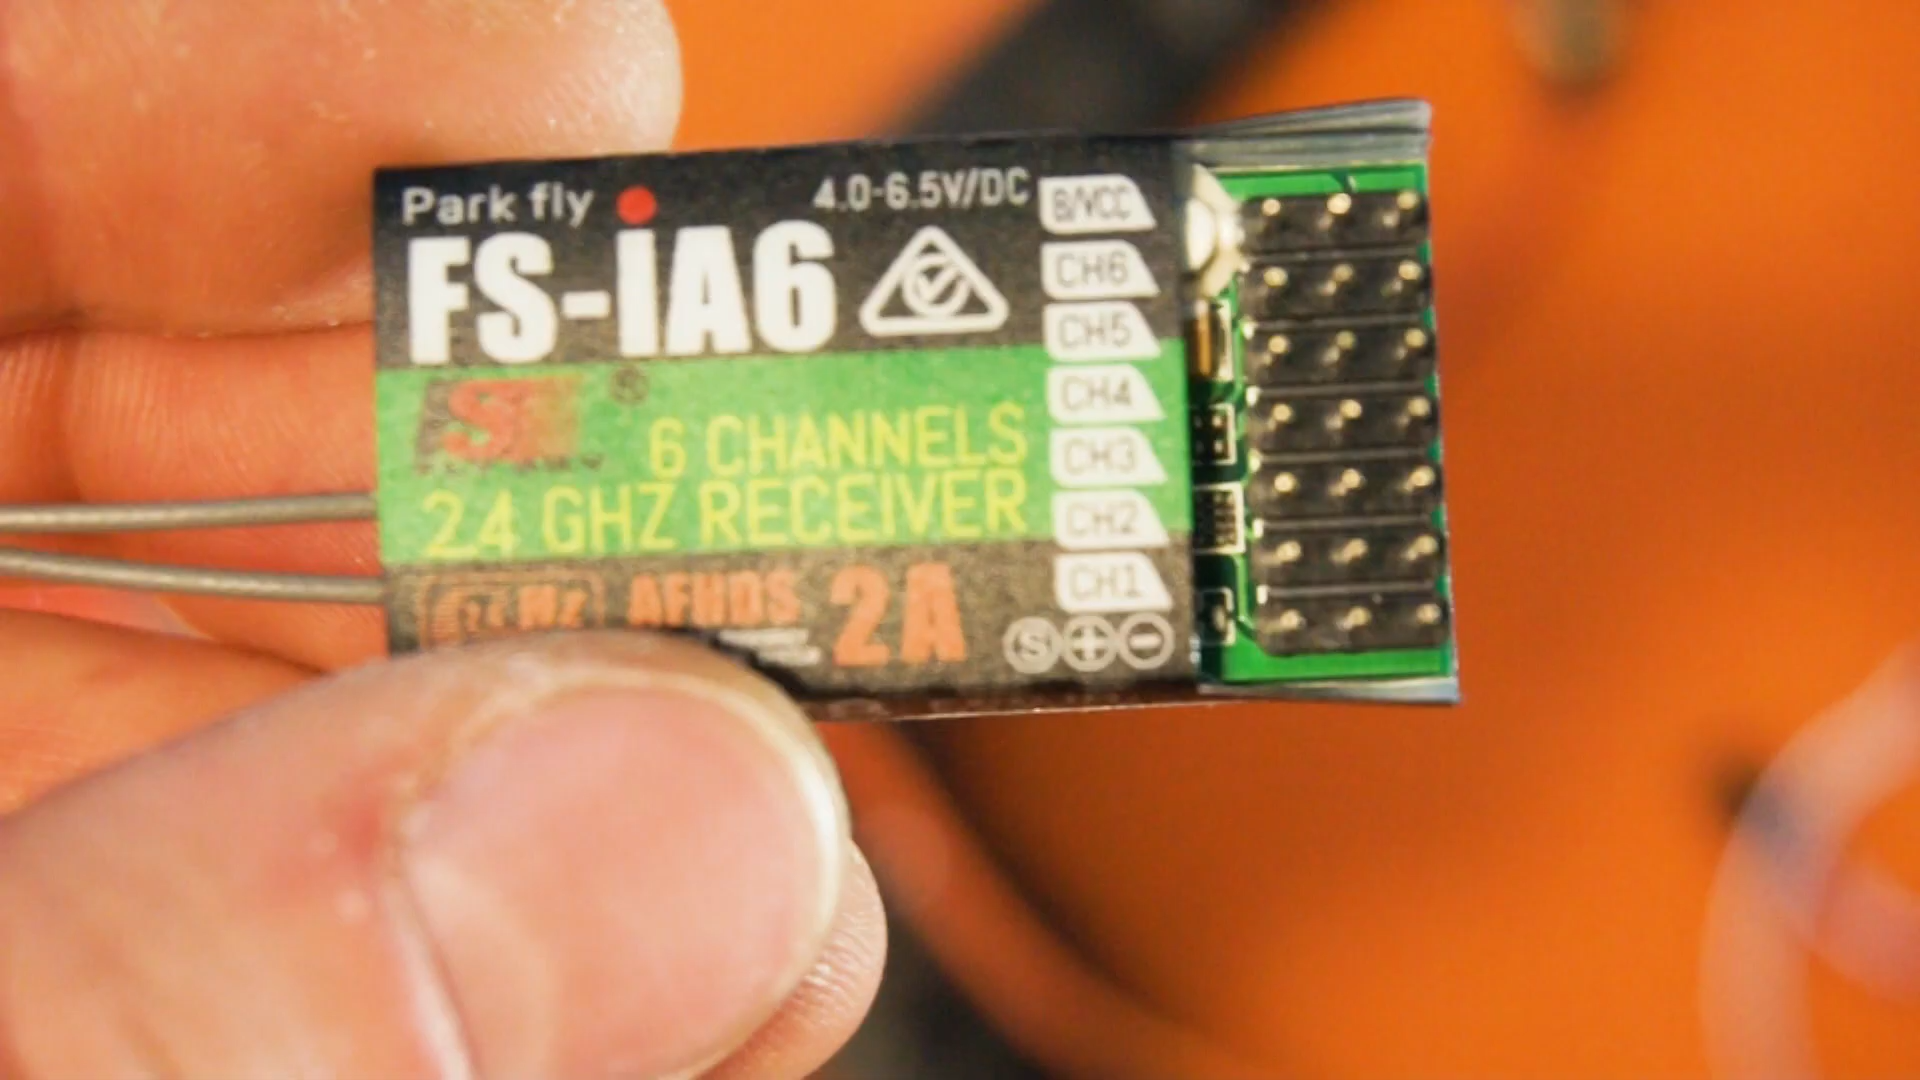 Park fly
4.0-6.5V/DC
FS-iA6
6 CHANNELS
2.4 GHZ RECEIVER
AFHDS 2A
B/VCC
CH6
CH5
CH4
CH3
CH2
CH1
S + -